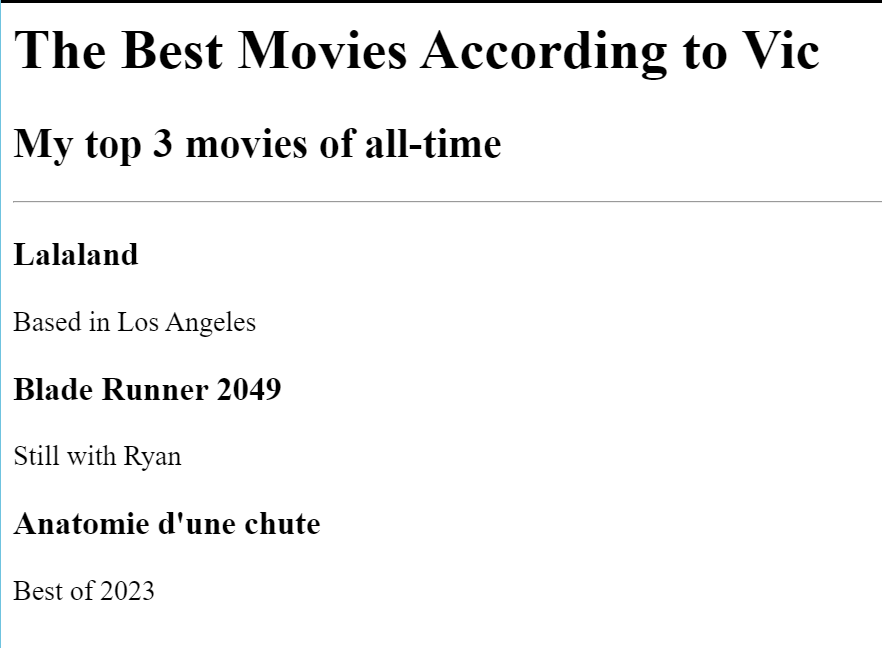 The Best Movies According to Vic
My top 3 movies of all-time
Lalaland
Based in Los Angeles
Blade Runner 2049
Still with Ryan
Anatomie d'une chute
Best of 2023